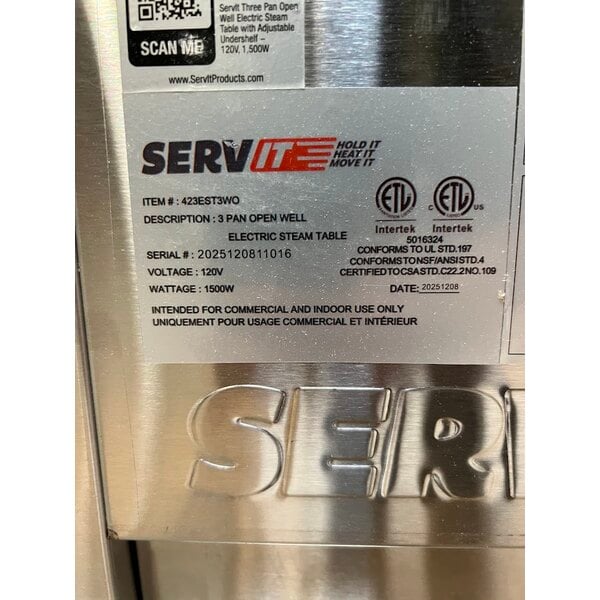 ServIt Three Pan Open
Well Electric Steam
Table with Adjustable
Undershelf –
120V, 1,500W
SCAN ME
www.ServItProducts.com
SERVIT HOLD IT
HEAT IT
MOVE IT
ITEM # : 423EST3WO
DESCRIPTION : 3 PAN OPEN WELL
ELECTRIC STEAM TABLE
SERIAL# : 2025120811016
VOLTAGE : 120V
WATTAGE : 1500W
ETL
Intertek
C ETL US
Intertek
5016324
CONFORMS TO UL STD.197
CONFORMS TO NSF/ANSI STD.4
CERTIFIED TO CSA STD. C22.2 NO.109
DATE: 20251208
INTENDED FOR COMMERCIAL AND INDOOR USE ONLY
UNIQUEMENT POUR USAGE COMMERCIAL ET INTÉRIEUR
SER